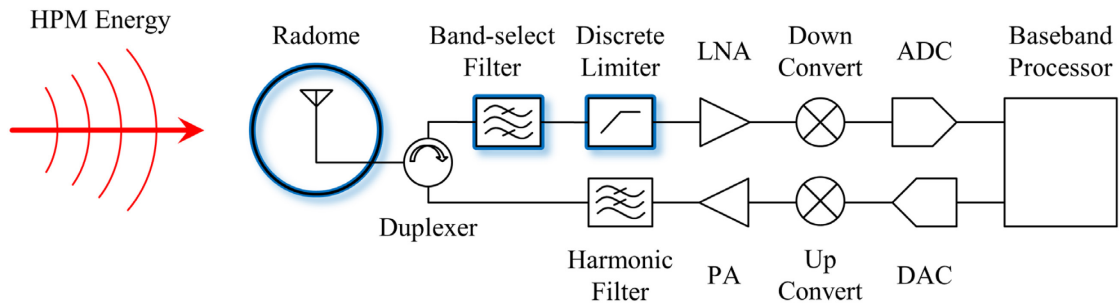 HPM Energy
Radome
Band-select
Filter
Discrete
Limiter
LNA
Down
Convert
ADC
Baseband
Processor
Duplexer
Harmonic
Filter
PA
Up
Convert
DAC